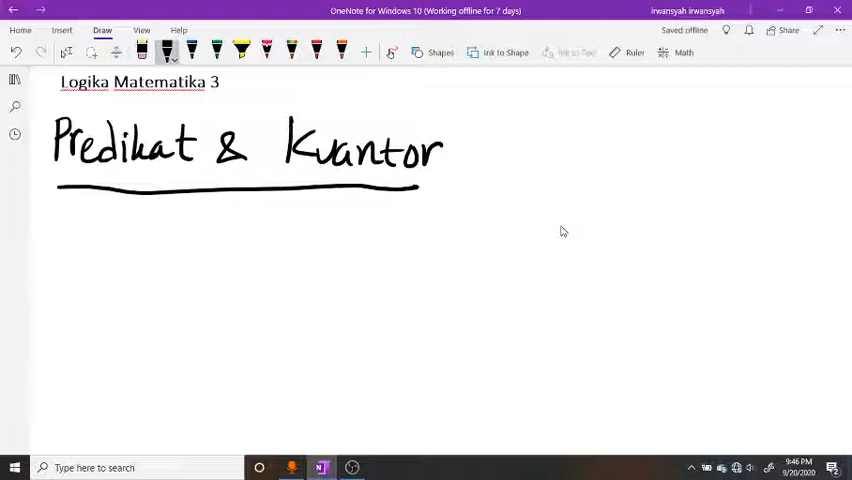 OneNote for Windows 10 (Working offline for 7 days)
irwansyah irwansyah
Home Insert Draw View Help
Saved offline
Shapes Ink to Shape Ink to Text Ruler Math
Share
Logika Matematika 3
Predikat & Kuantor
Type here to search
9:46 PM
9/20/2020
2